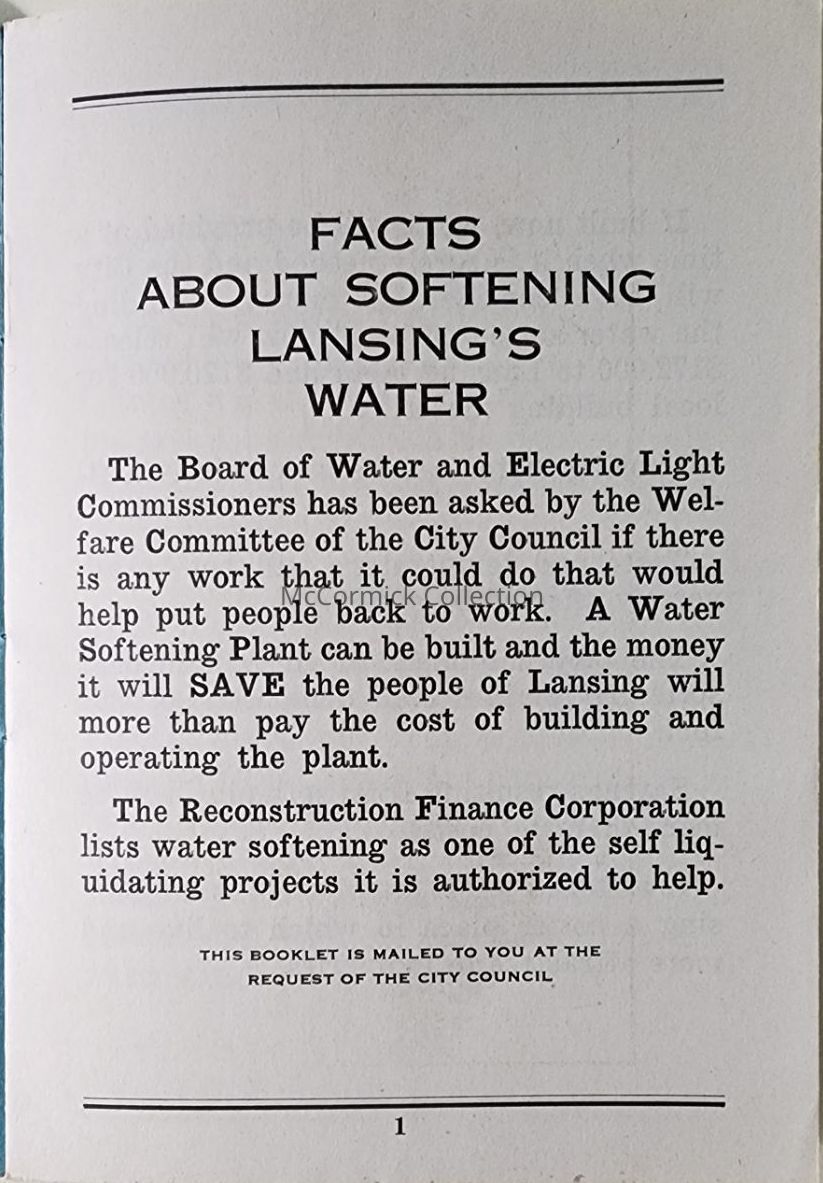 FACTS
ABOUT SOFTENING
LANSING'S
WATER
The Board of Water and Electric Light
Commissioners has been asked by the Wel-
fare Committee of the City Council if there
is any work that it could do that would
McCormick Collection
help put people back to work. A Water
Softening Plant can be built and the money
it will SAVE the people of Lansing will
more than pay the cost of building and
operating the plant.
The Reconstruction Finance Corporation
lists water softening as one of the self liq-
uidating projects it is authorized to help.
THIS BOOKLET IS MAILED TO YOU AT THE
REQUEST OF THE CITY COUNCIL
1